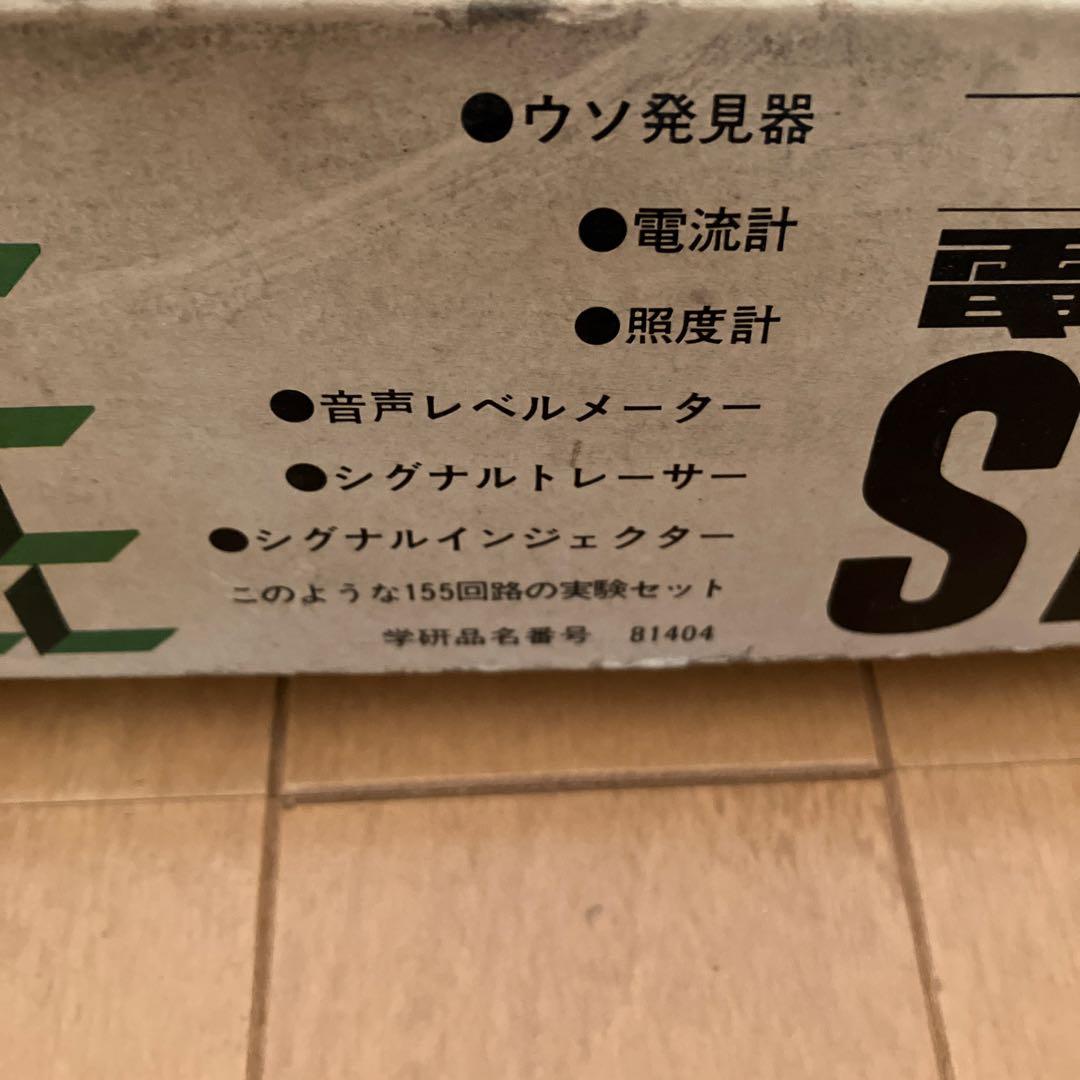 ●ウソ発見器
●電流計
●照度計
●音声レベルメーター
●シグナルトレーサー
●シグナルインジェクター
このような155回路の実験セット
学研品名番号 81404
電
S